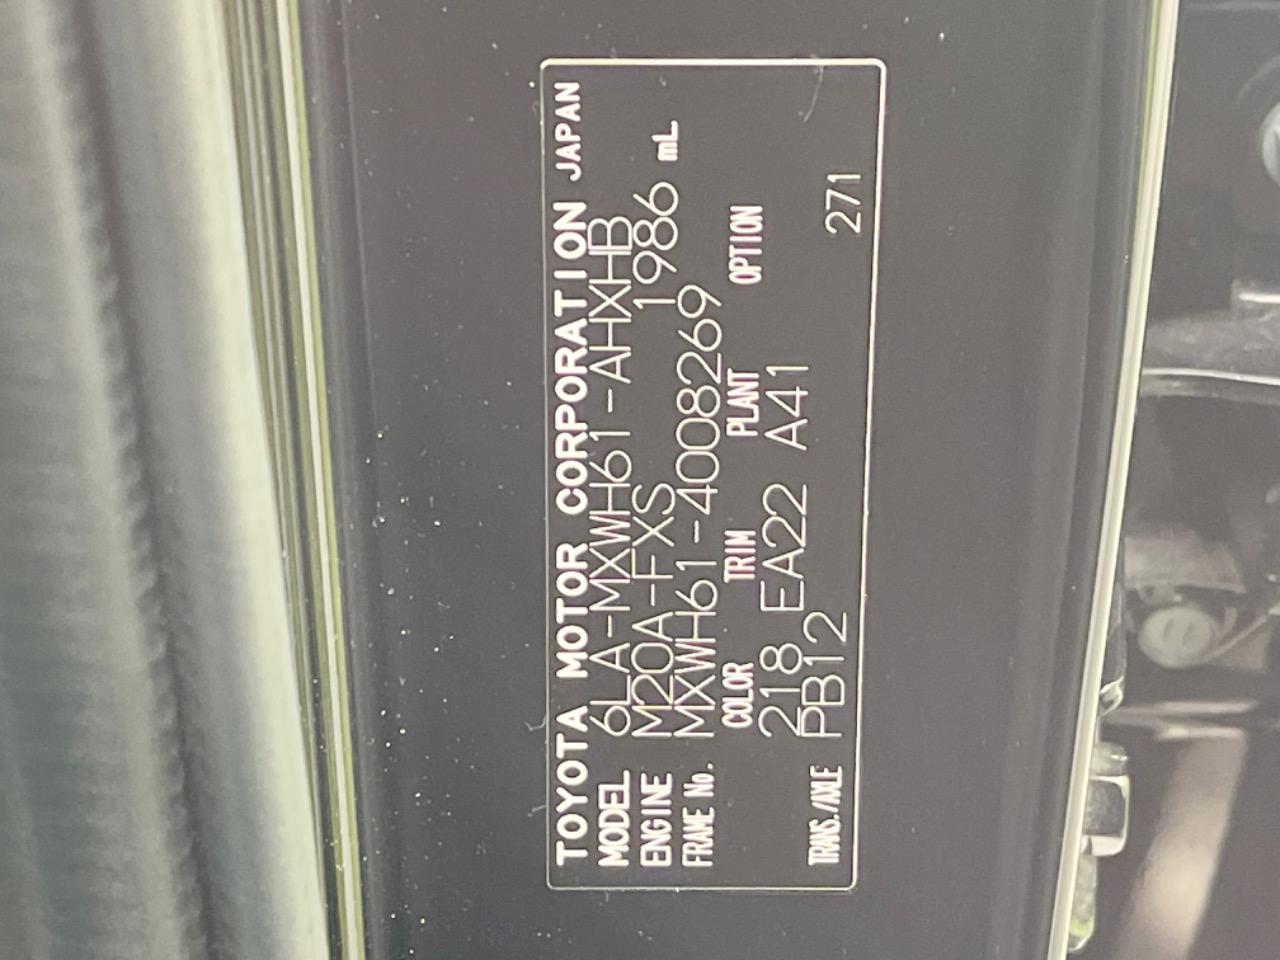 TOYOTA MOTOR CORPORATION JAPAN
MODEL 6LA-MXWH61-AHXHB
ENGINE M20A-FXS 1986 mL
FRAME No. MXWH61-4008269
COLOR TRIM PLANT OPTION
218 EA22 A41
TRANS./AXLE PB12 271